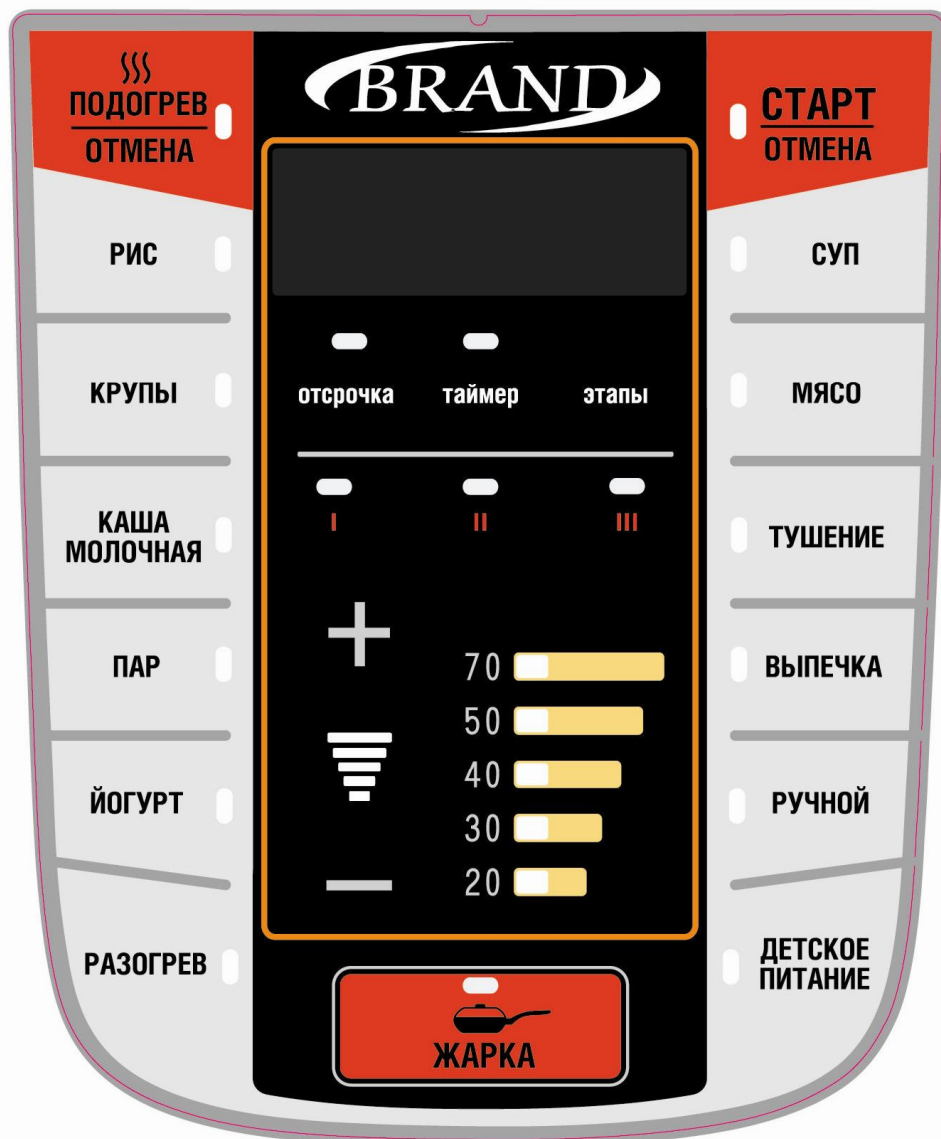 BRAND
ПОДОГРЕВ
ОТМЕНА
СТАРТ
ОТМЕНА
РИС
КРУПЫ
КАША
МОЛОЧНАЯ
ПАР
ЙОГУРТ
РАЗОГРЕВ
отсрочка таймер этапы
I II III
70
50
40
30
20
ЖАРКА
СУП
МЯСО
ТУШЕНИЕ
ВЫПЕЧКА
РУЧНОЙ
ДЕТСКОЕ
ПИТАНИЕ